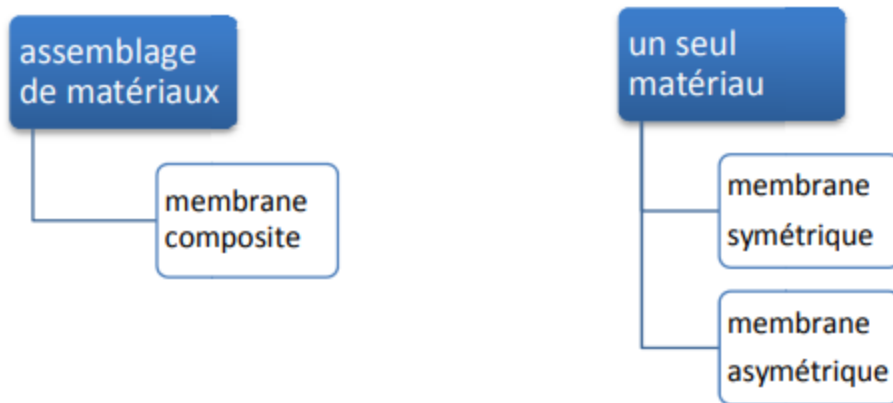 assemblage
de matériaux
membrane
composite
un seul
matériau
membrane
symétrique
membrane
asymétrique